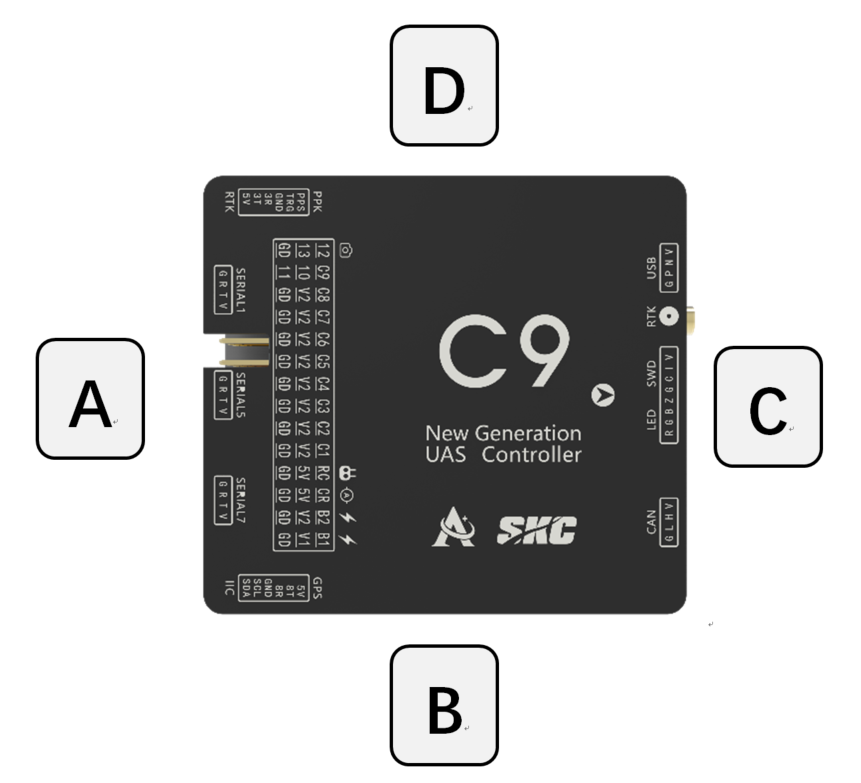 D
RTK
5V
3T
3R
GND
TRG
PPS
PPK
GD 13 12
11 10 C9
GD V2 C8
GD V2 C7
GD V2 C6
GD V2 C5
GD V2 C4
GD V2 C3
GD V2 C2
GD V2 C1
GD 5V RC
GD 5V CR
GD V2 B2
GD V1 B1
SERIAL1
G R T V
SERIAL5
G R T V
SERIAL7
G R T V
IIC
SDA
SCL
GND
8R
8T
5V
GPS
A
C9
New Generation
UAS Controller
A
SKC
USB
G P N V
RTK
SWD
LED
R G B Z G C I V
CAN
G L H V
C
B